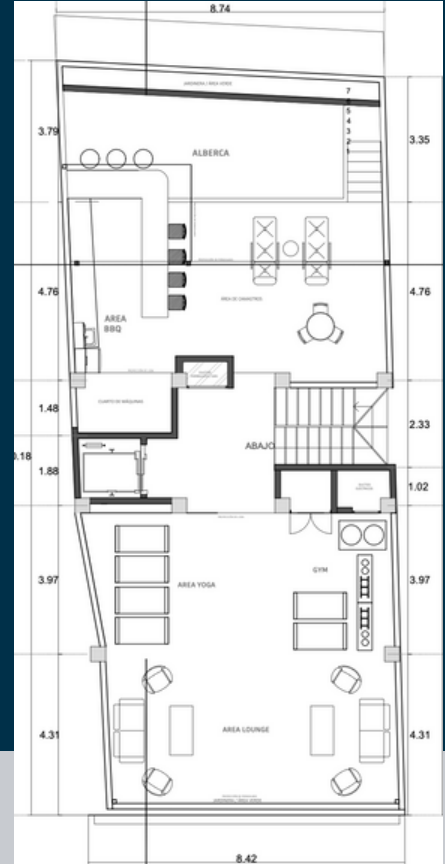 8.74
JARDINERA / ÁREA VERDE
7
5
4
3
2
1
3.79
3.35
ALBERCA
4.76
4.76
ÁREA DE CAMASTROS
AREA
BBQ
1.48
CUARTO DE MÁQUINAS
2.33
ABAJO
0.18
1.88
1.02
3.97
3.97
AREA YOGA
GYM
4.31
4.31
AREA LOUNGE
JARDINERA / ÁREA VERDE
8.42